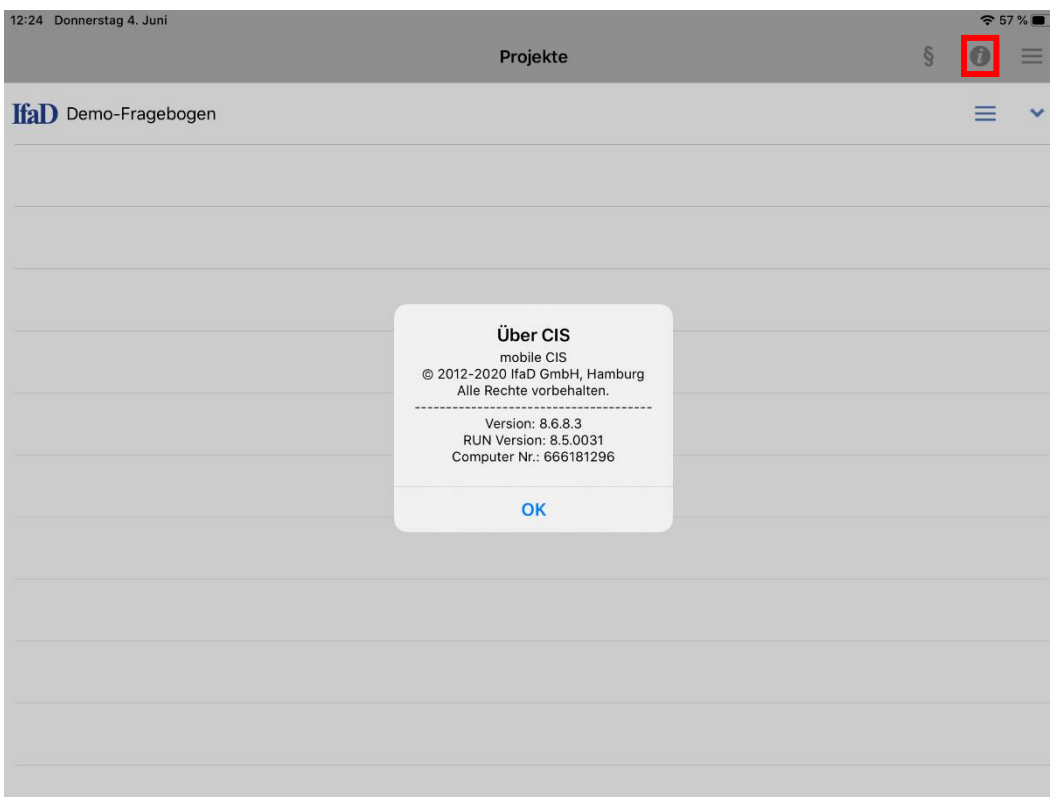 12:24 Donnerstag 4. Juni 57 %
Projekte §
IfaD Demo-Fragebogen
Über CIS
mobile CIS
© 2012-2020 IfaD GmbH, Hamburg
Alle Rechte vorbehalten.
--------------------------------------
Version: 8.6.8.3
RUN Version: 8.5.0031
Computer Nr.: 666181296
OK